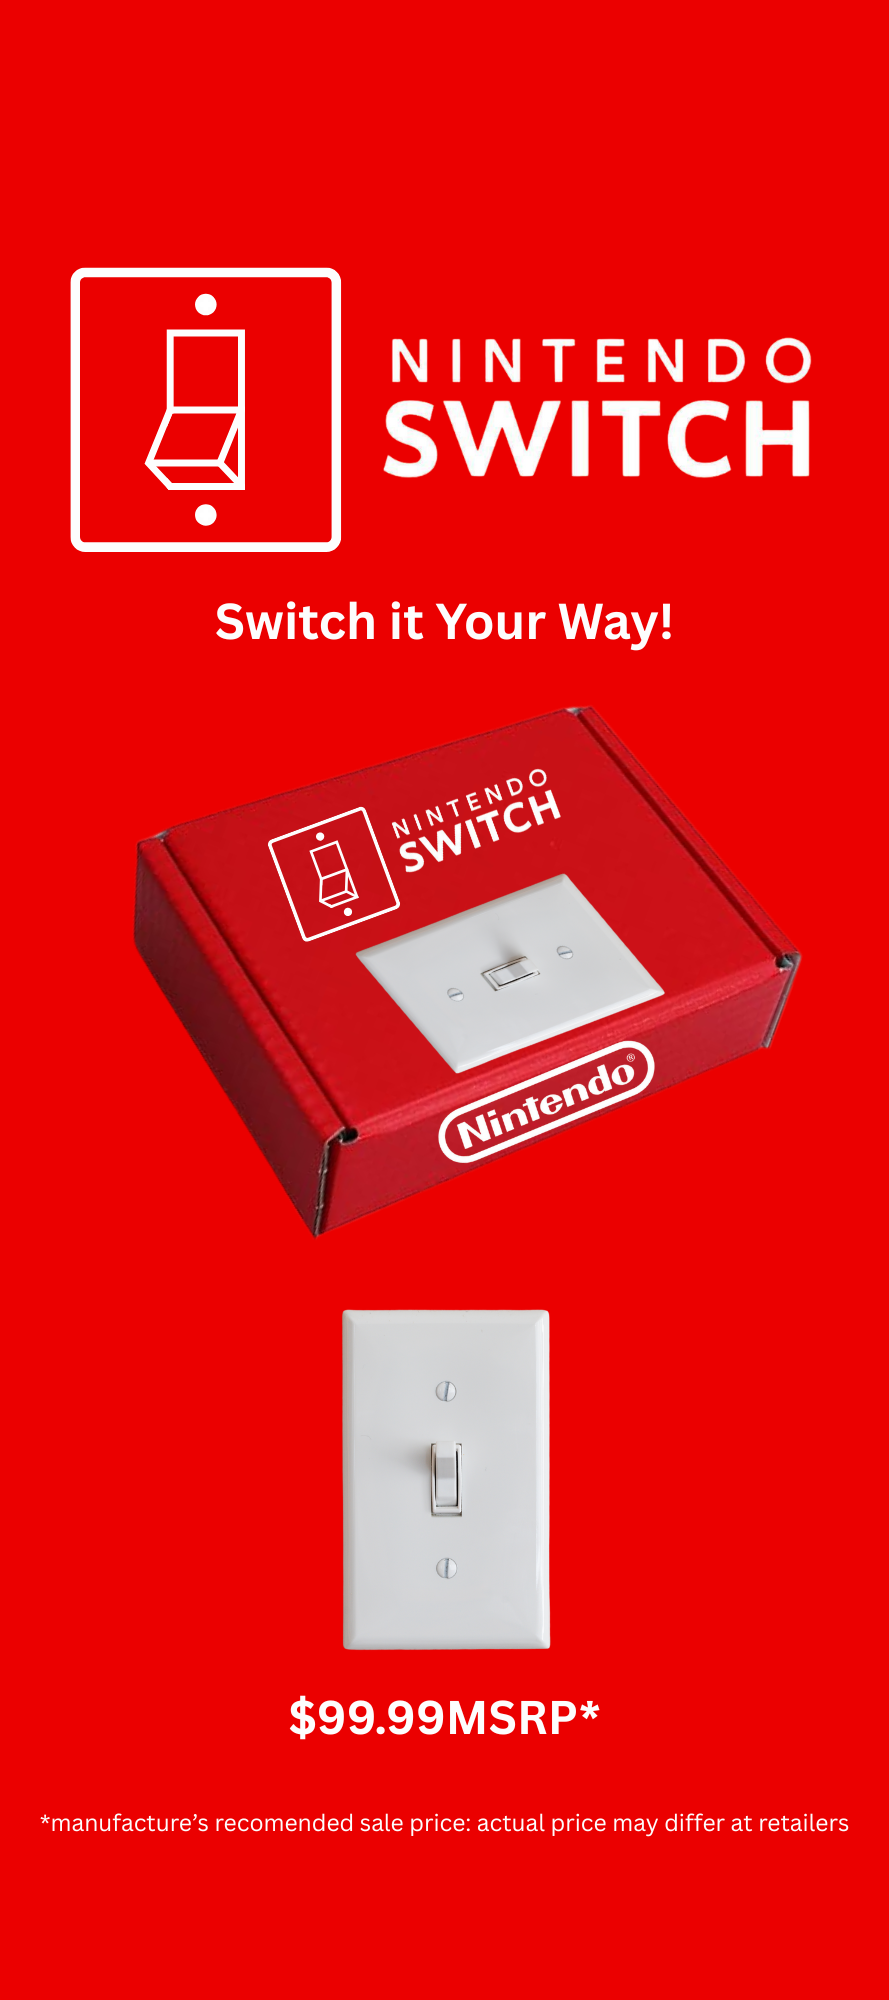 NINTENDO
SWITCH
Switch it Your Way!
NINTENDO
SWITCH
Nintendo®
$99.99MSRP*
*manufacture’s recomended sale price: actual price may differ at retailers